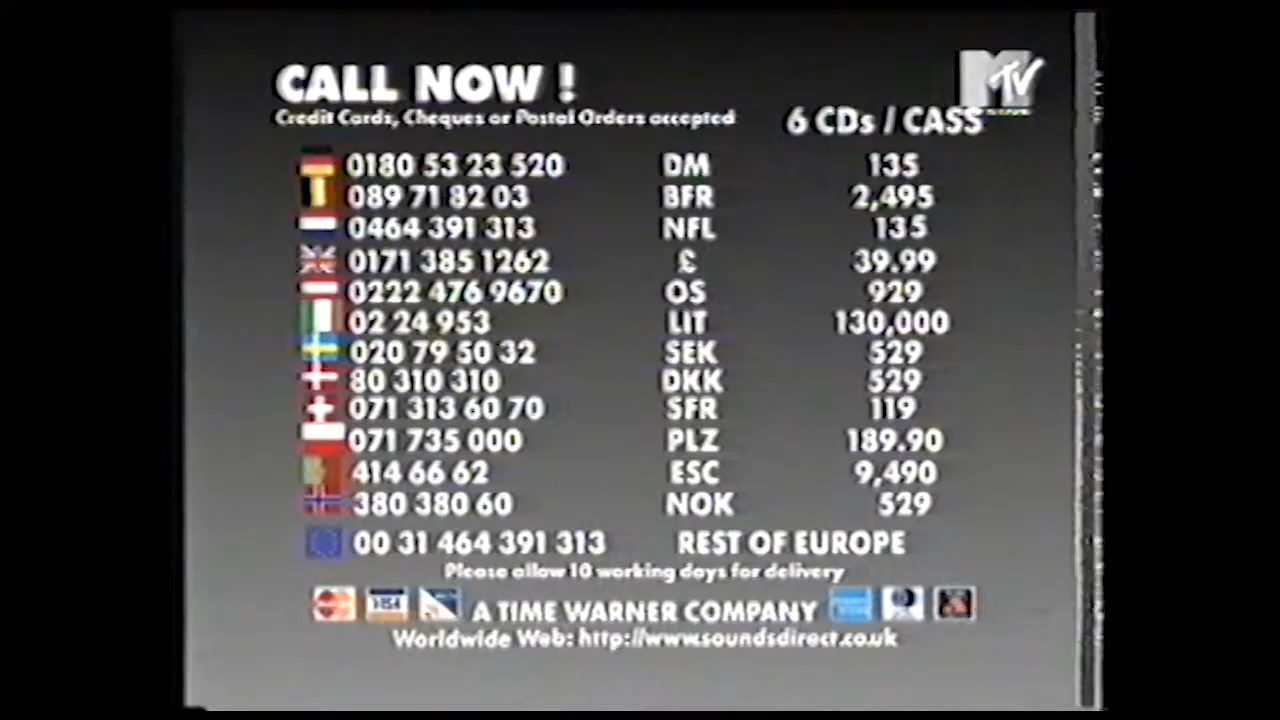 MTV
CALL NOW !
Credit Cards, Cheques or Postal Orders accepted
6 CDs / CASS
0180 53 23 520 DM 135
089 71 82 03 BFR 2,495
0464 391 313 NFL 135
0171 385 1262 £ 39.99
0222 476 9670 OS 929
02 24 953 LIT 130,000
020 79 50 32 SEK 529
80 310 310 DKK 529
071 313 60 70 SFR 119
071 735 000 PLZ 189.90
414 66 62 ESC 9,490
380 380 60 NOK 529
00 31 464 391 313 REST OF EUROPE
Please allow 10 working days for delivery
VISA A TIME WARNER COMPANY
Worldwide Web: http://www.soundsdirect.co.uk